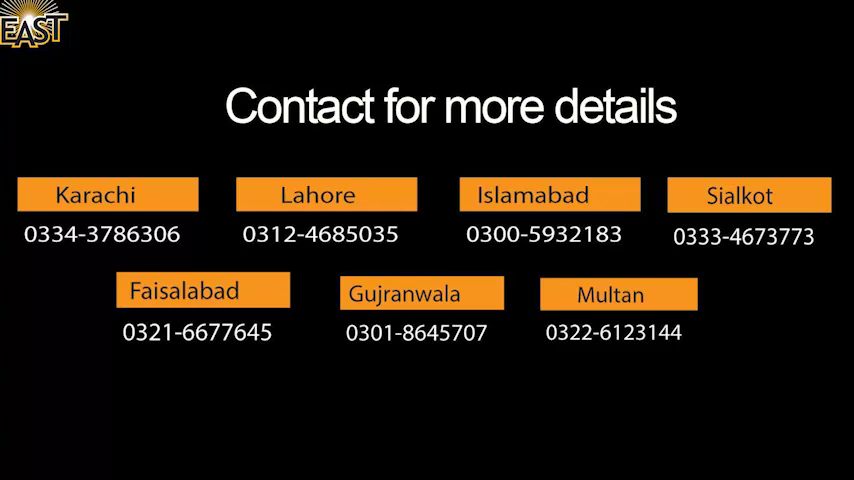 EAST
Contact for more details
Karachi Lahore Islamabad Sialkot
0334-3786306 0312-4685035 0300-5932183 0333-4673773
Faisalabad Gujranwala Multan
0321-6677645 0301-8645707 0322-6123144